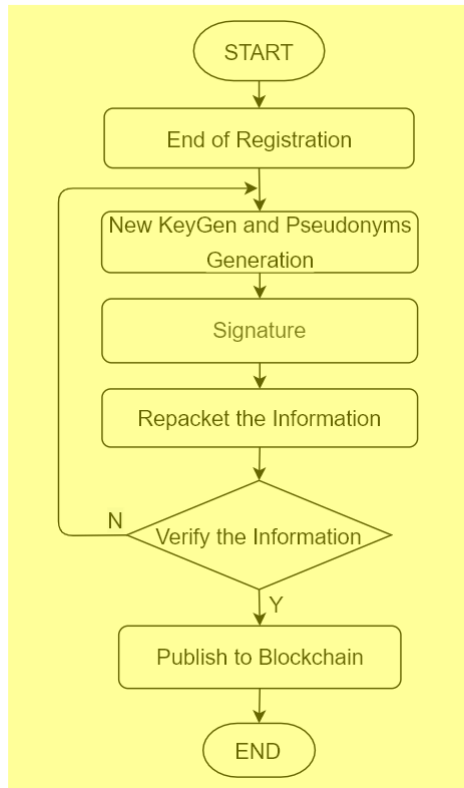 START
End of Registration
New KeyGen and Pseudonyms
Generation
Signature
Repacket the Information
N
Verify the Information
Y
Publish to Blockchain
END